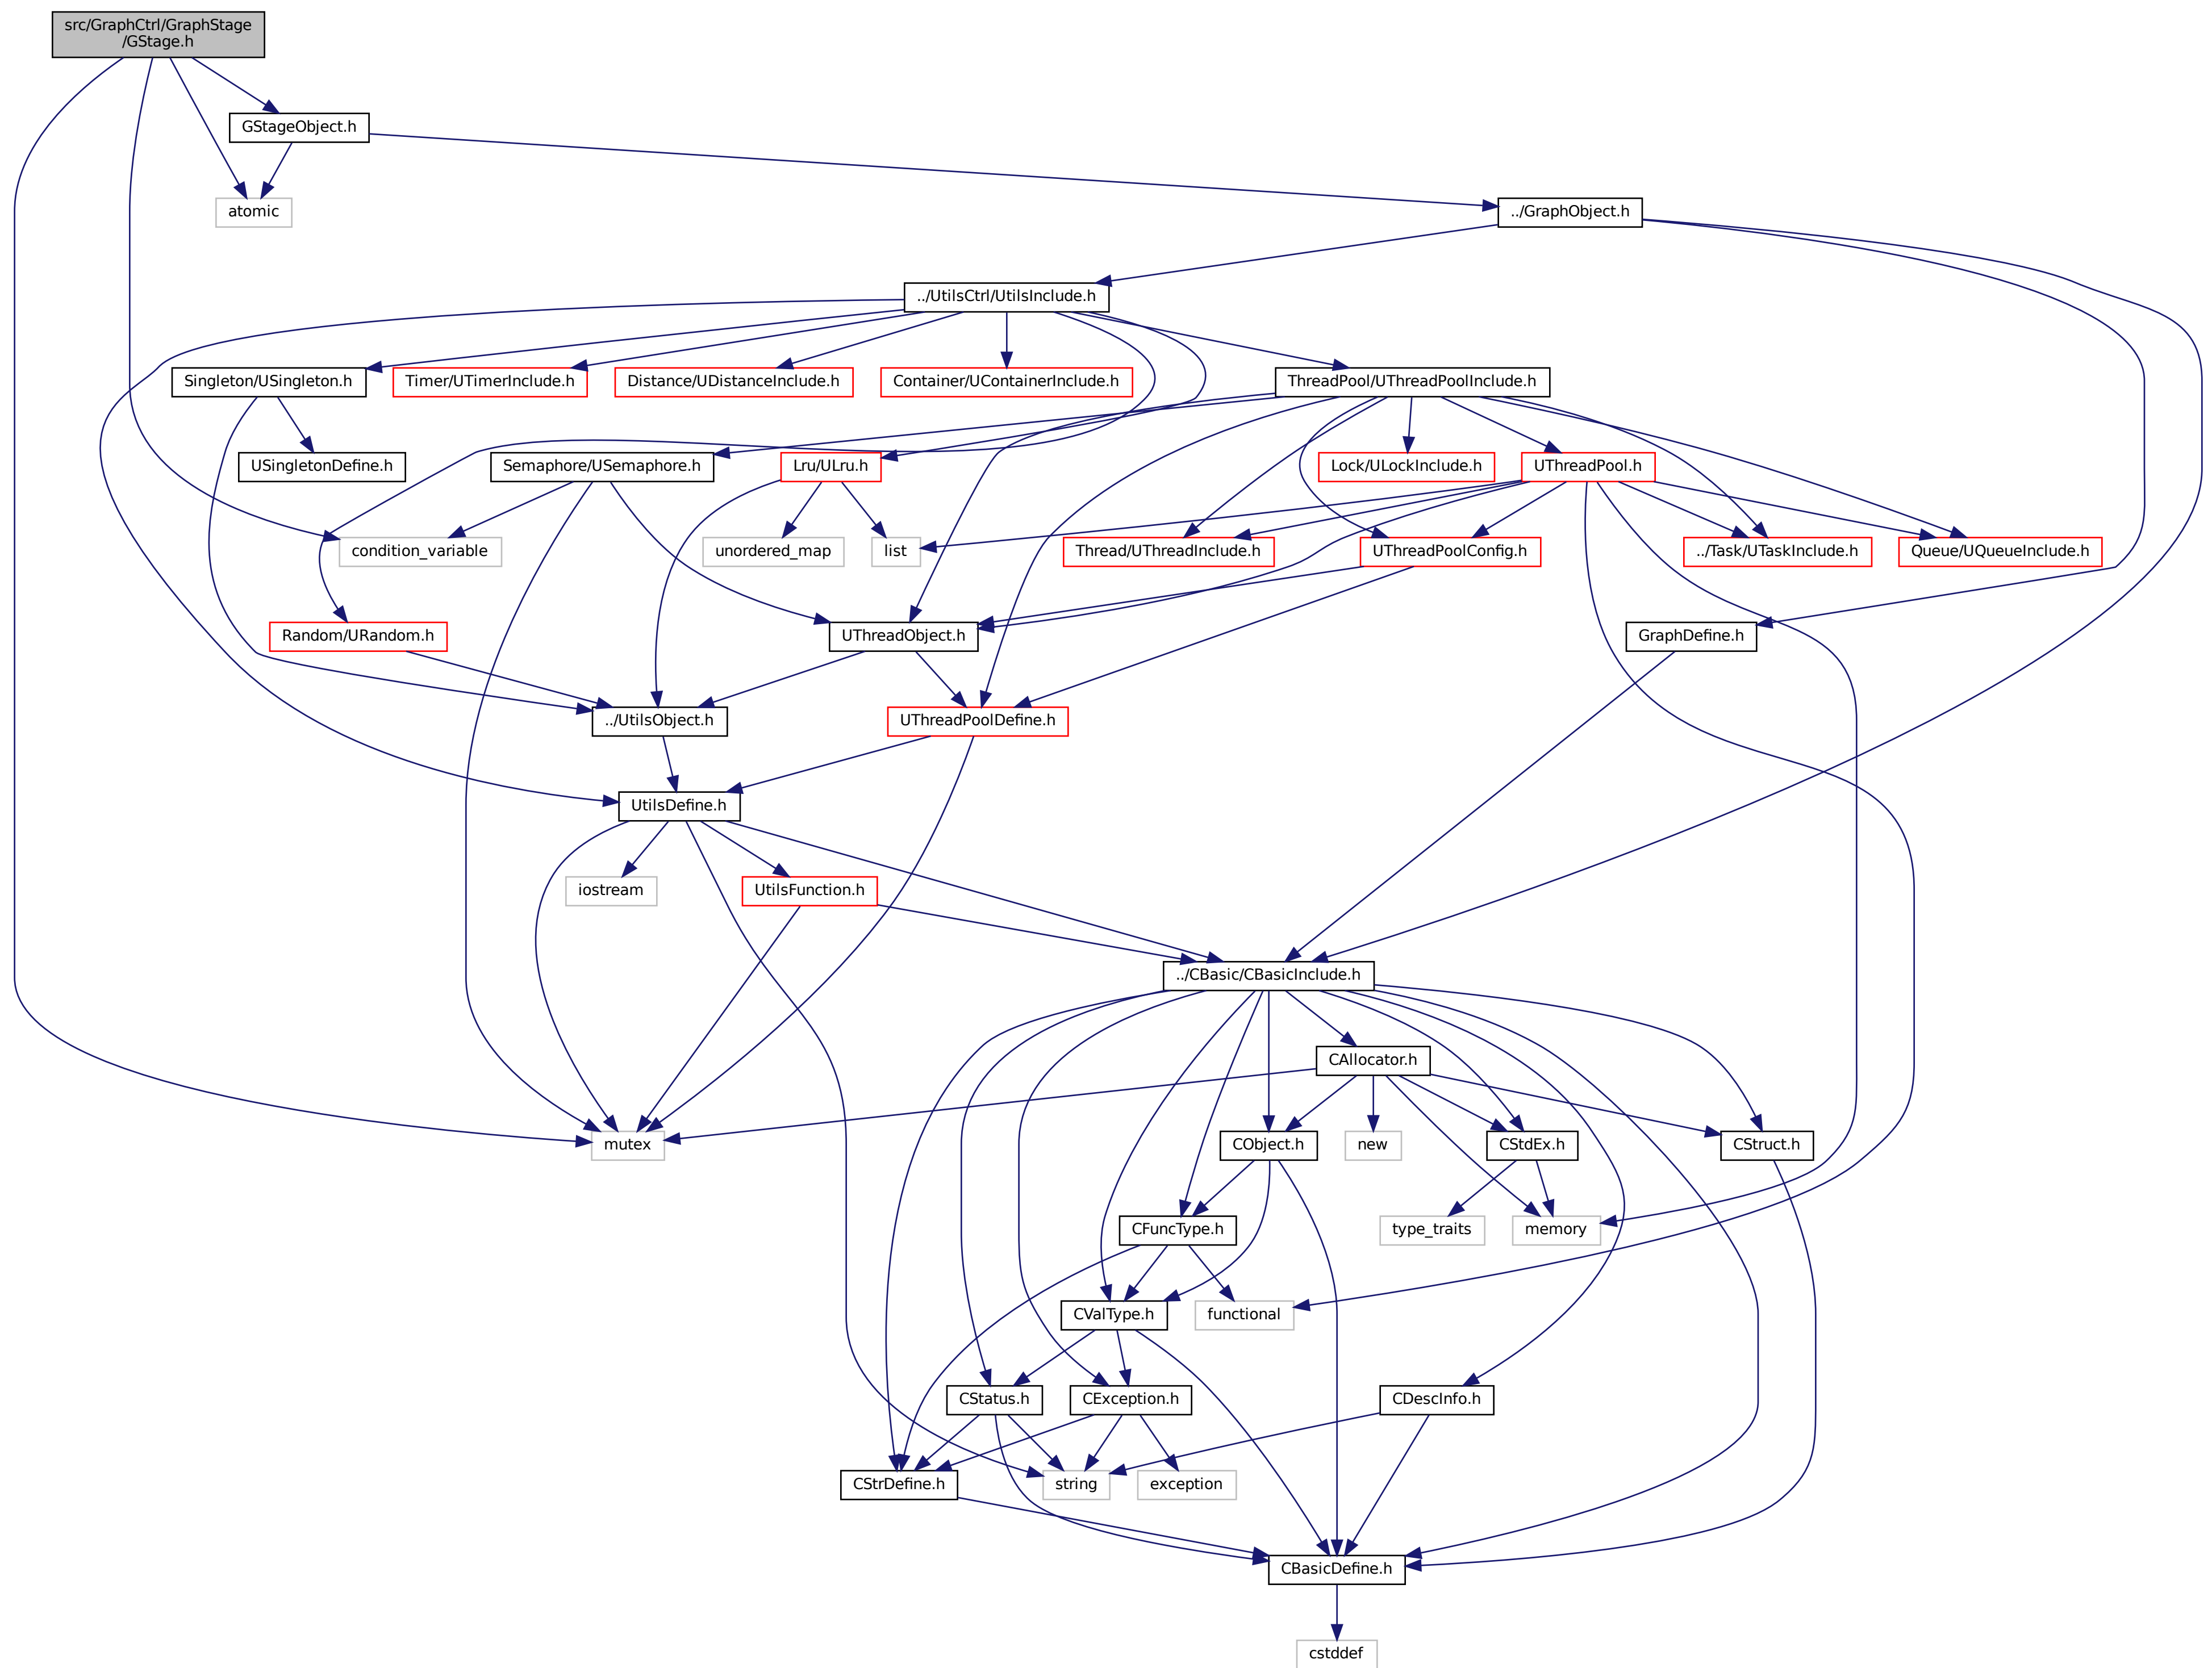 src/GraphCtrl/GraphStage
/GStage.h
GStageObject.h
atomic
../GraphObject.h
../UtilsCtrl/UtilsInclude.h
Singleton/USingleton.h
Timer/UTimerInclude.h
Distance/UDistanceInclude.h
Container/UContainerInclude.h
ThreadPool/UThreadPoolInclude.h
USingletonDefine.h
Semaphore/USemaphore.h
Lru/ULru.h
Lock/ULockInclude.h
UThreadPool.h
condition_variable
unordered_map
list
Thread/UThreadInclude.h
UThreadPoolConfig.h
../Task/UTaskInclude.h
Queue/UQueueInclude.h
Random/URandom.h
UThreadObject.h
GraphDefine.h
../UtilsObject.h
UThreadPoolDefine.h
UtilsDefine.h
iostream
UtilsFunction.h
../CBasic/CBasicInclude.h
CAllocator.h
mutex
CObject.h
new
CStdEx.h
CStruct.h
CFuncType.h
type_traits
memory
CValType.h
functional
CStatus.h
CException.h
CDescInfo.h
CStrDefine.h
string
exception
CBasicDefine.h
cstddef